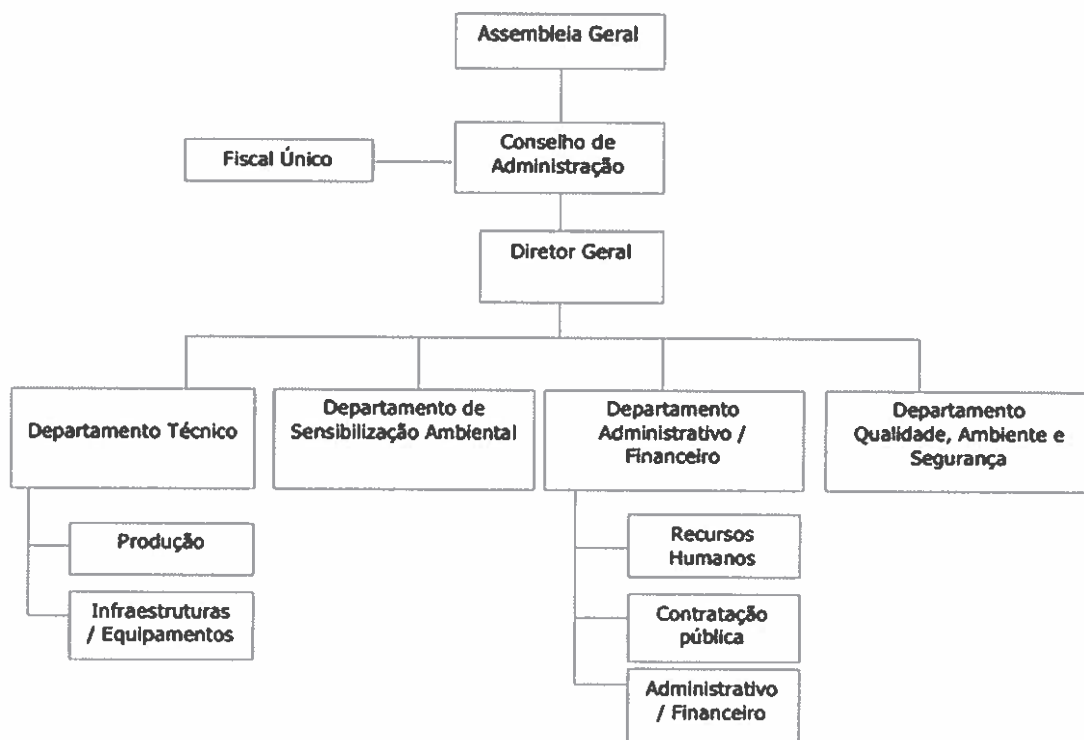 Assembleia Geral
Conselho de
Administração
Fiscal Único
Diretor Geral
Departamento Técnico
Departamento de
Sensibilização Ambiental
Departamento
Administrativo /
Financeiro
Departamento
Qualidade, Ambiente e
Segurança
Produção
Infraestruturas
/ Equipamentos
Recursos
Humanos
Contratação
pública
Administrativo
/ Financeiro